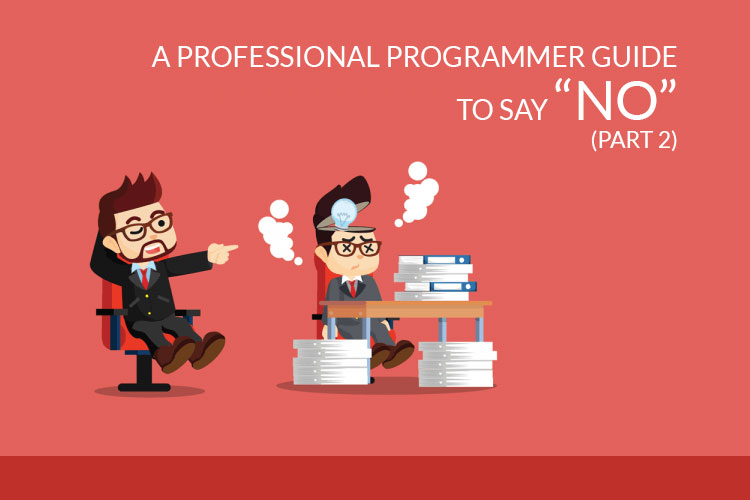 A PROFESSIONAL PROGRAMMER GUIDE
TO SAY “NO”
(PART 2)